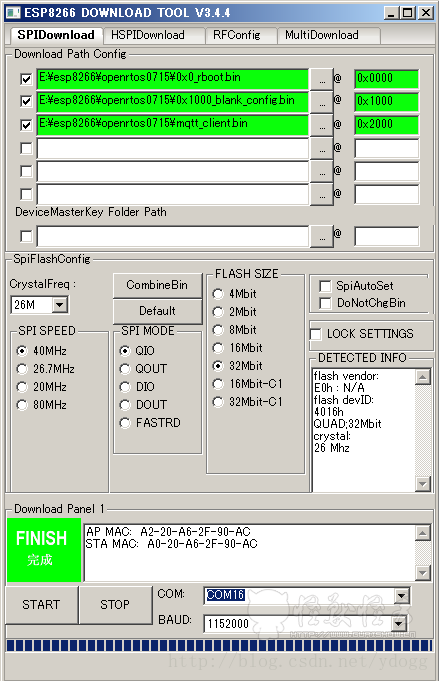 ESP8266 DOWNLOAD TOOL V3.4.4
SPIDownload HSPIDownload RFConfig MultiDownload
Download Path Config
E:¥esp8266¥openrtos0715¥0x0_rboot.bin ... @ 0x0000
E:¥esp8266¥openrtos0715¥0x1000_blank_config.bin ... @ 0x1000
E:¥esp8266¥openrtos0715¥mqtt_client.bin ... @ 0x2000
... @
... @
... @
DeviceMasterKey Folder Path
... @
SpiFlashConfig
CrystalFreq :
26M
CombineBin
Default
SPI SPEED
40MHz
26.7MHz
20MHz
80MHz
SPI MODE
QIO
QOUT
DIO
DOUT
FASTRD
FLASH SIZE
4Mbit
2Mbit
8Mbit
16Mbit
32Mbit
16Mbit-C1
32Mbit-C1
SpiAutoSet
DoNotChgBin
LOCK SETTINGS
DETECTED INFO
flash vendor:
E0h : N/A
flash devID:
4016h
QUAD;32Mbit
crystal:
26 Mhz
Download Panel 1
FINISH
完成
AP MAC: A2-20-A6-2F-90-AC
STA MAC: A0-20-A6-2F-90-AC
START STOP
COM: COM16
BAUD: 1152000
http://blog.csdn.net/ydogg